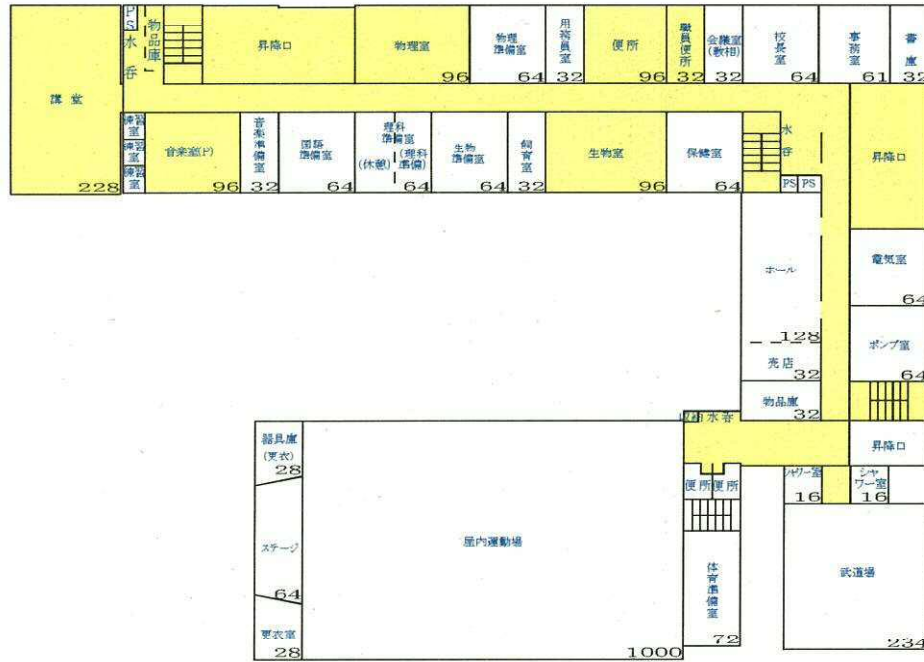 講堂
228
PS
水呑
物品庫
昇降口
物理室
96
物理
準備室
64
用務員室
32
便所
96
職員便所
32
会議室
(教相)
32
校長室
64
事務室
61
書庫
32
練習室
練習室
練習室
音楽室(P)
96
音楽準備室
32
国語
準備室
64
理科
準備室
(休憩)
(理科準備)
64
生物
準備室
64
飼育室
32
生物室
96
保健室
64
水呑
PS
PS
昇降口
電気室
64
ポンプ室
64
ホール
128
売店
32
物品庫
32
水呑
昇降口
便所
便所
シャワー室
16
シャワー室
16
器具庫
(更衣)
28
ステージ
64
更衣室
28
屋内運動場
1000
体育準備室
72
武道場
234